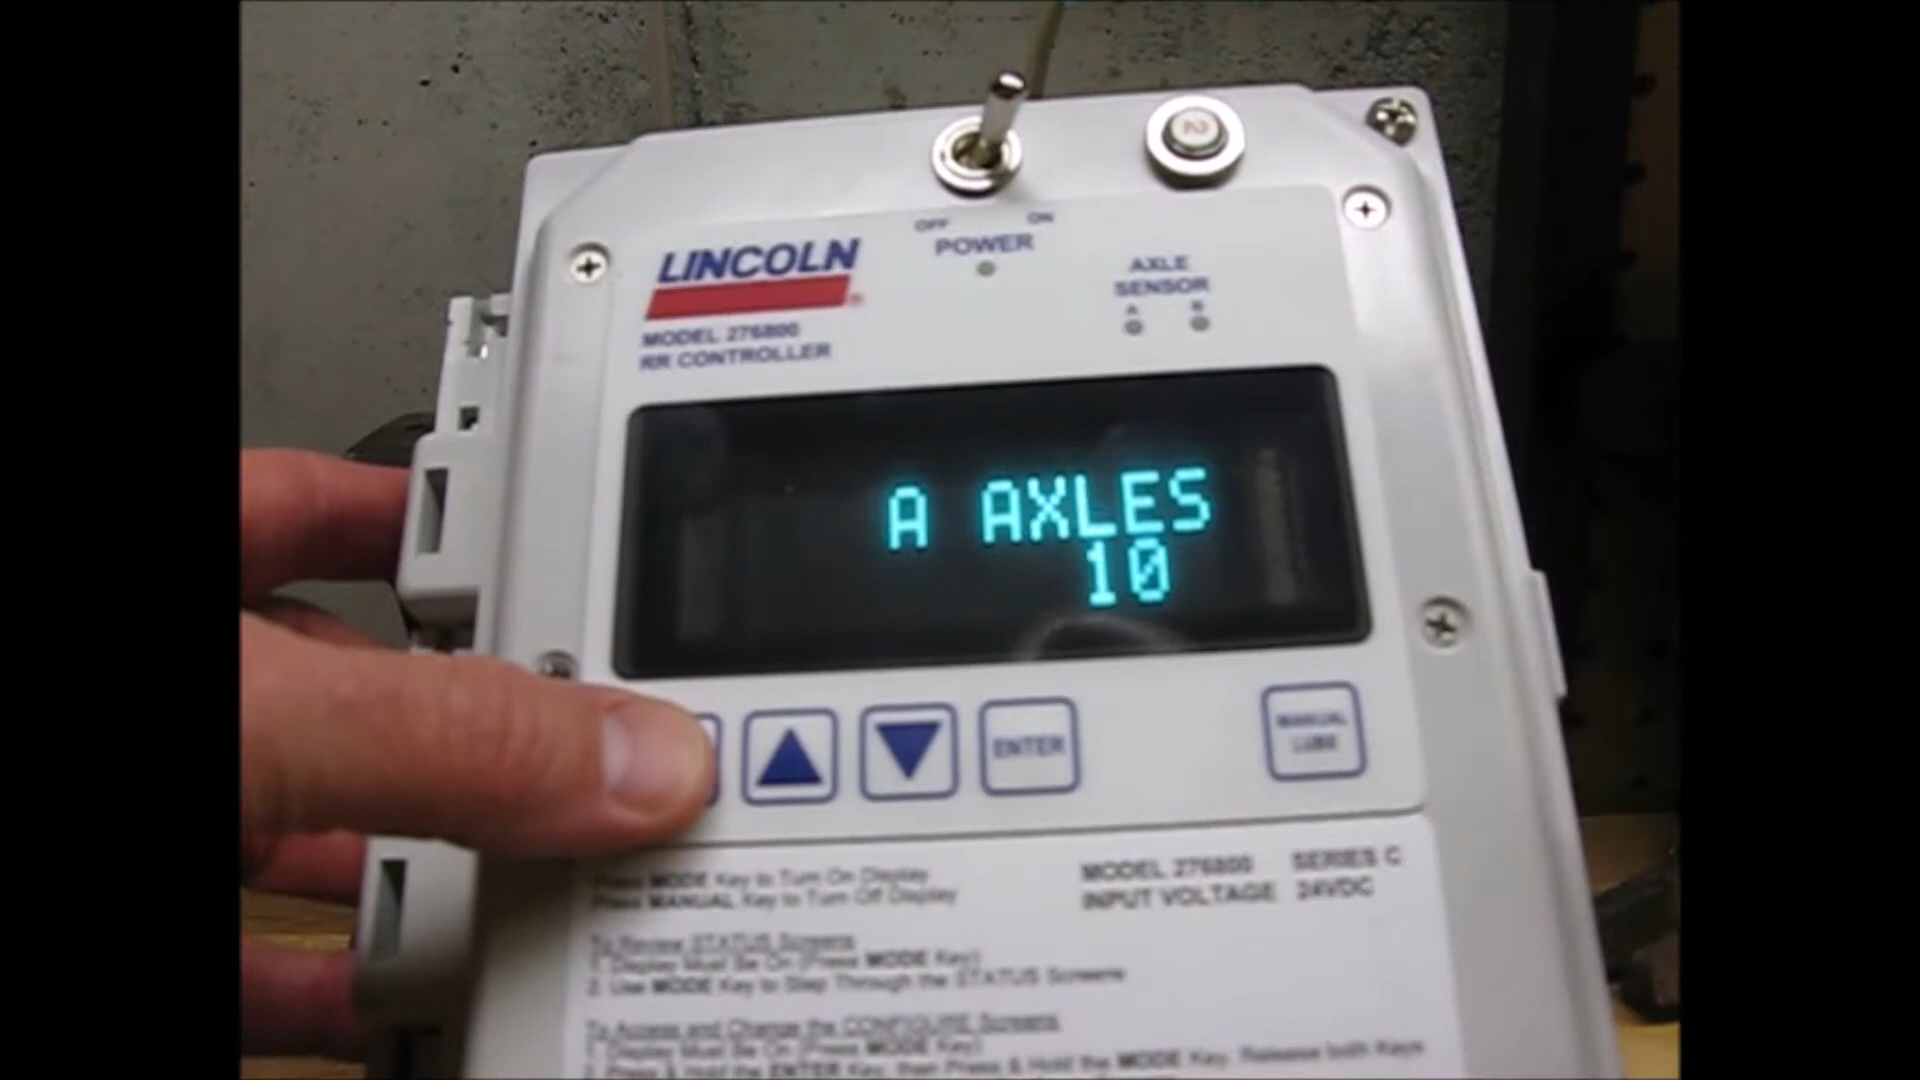 2
OFF ON
POWER
LINCOLN
®
MODEL 276800
RR CONTROLLER
AXLE
SENSOR
A B
A AXLES
10
ENTER
MANUAL
LUBE
Press MODE Key to Turn On Display
Press MANUAL Key to Turn Off Display
MODEL 276800 SERIES C
INPUT VOLTAGE 24VDC
To Review STATUS Screens
1. Display Must Be On (Press MODE Key)
2. Use MODE Key to Step Through the STATUS Screens
To Access and Change the CONFIGURE Screens
1. Display Must Be On (Press MODE Key)
2. Press & Hold the ENTER Key, then Press & Hold the MODE Key. Release both Keys